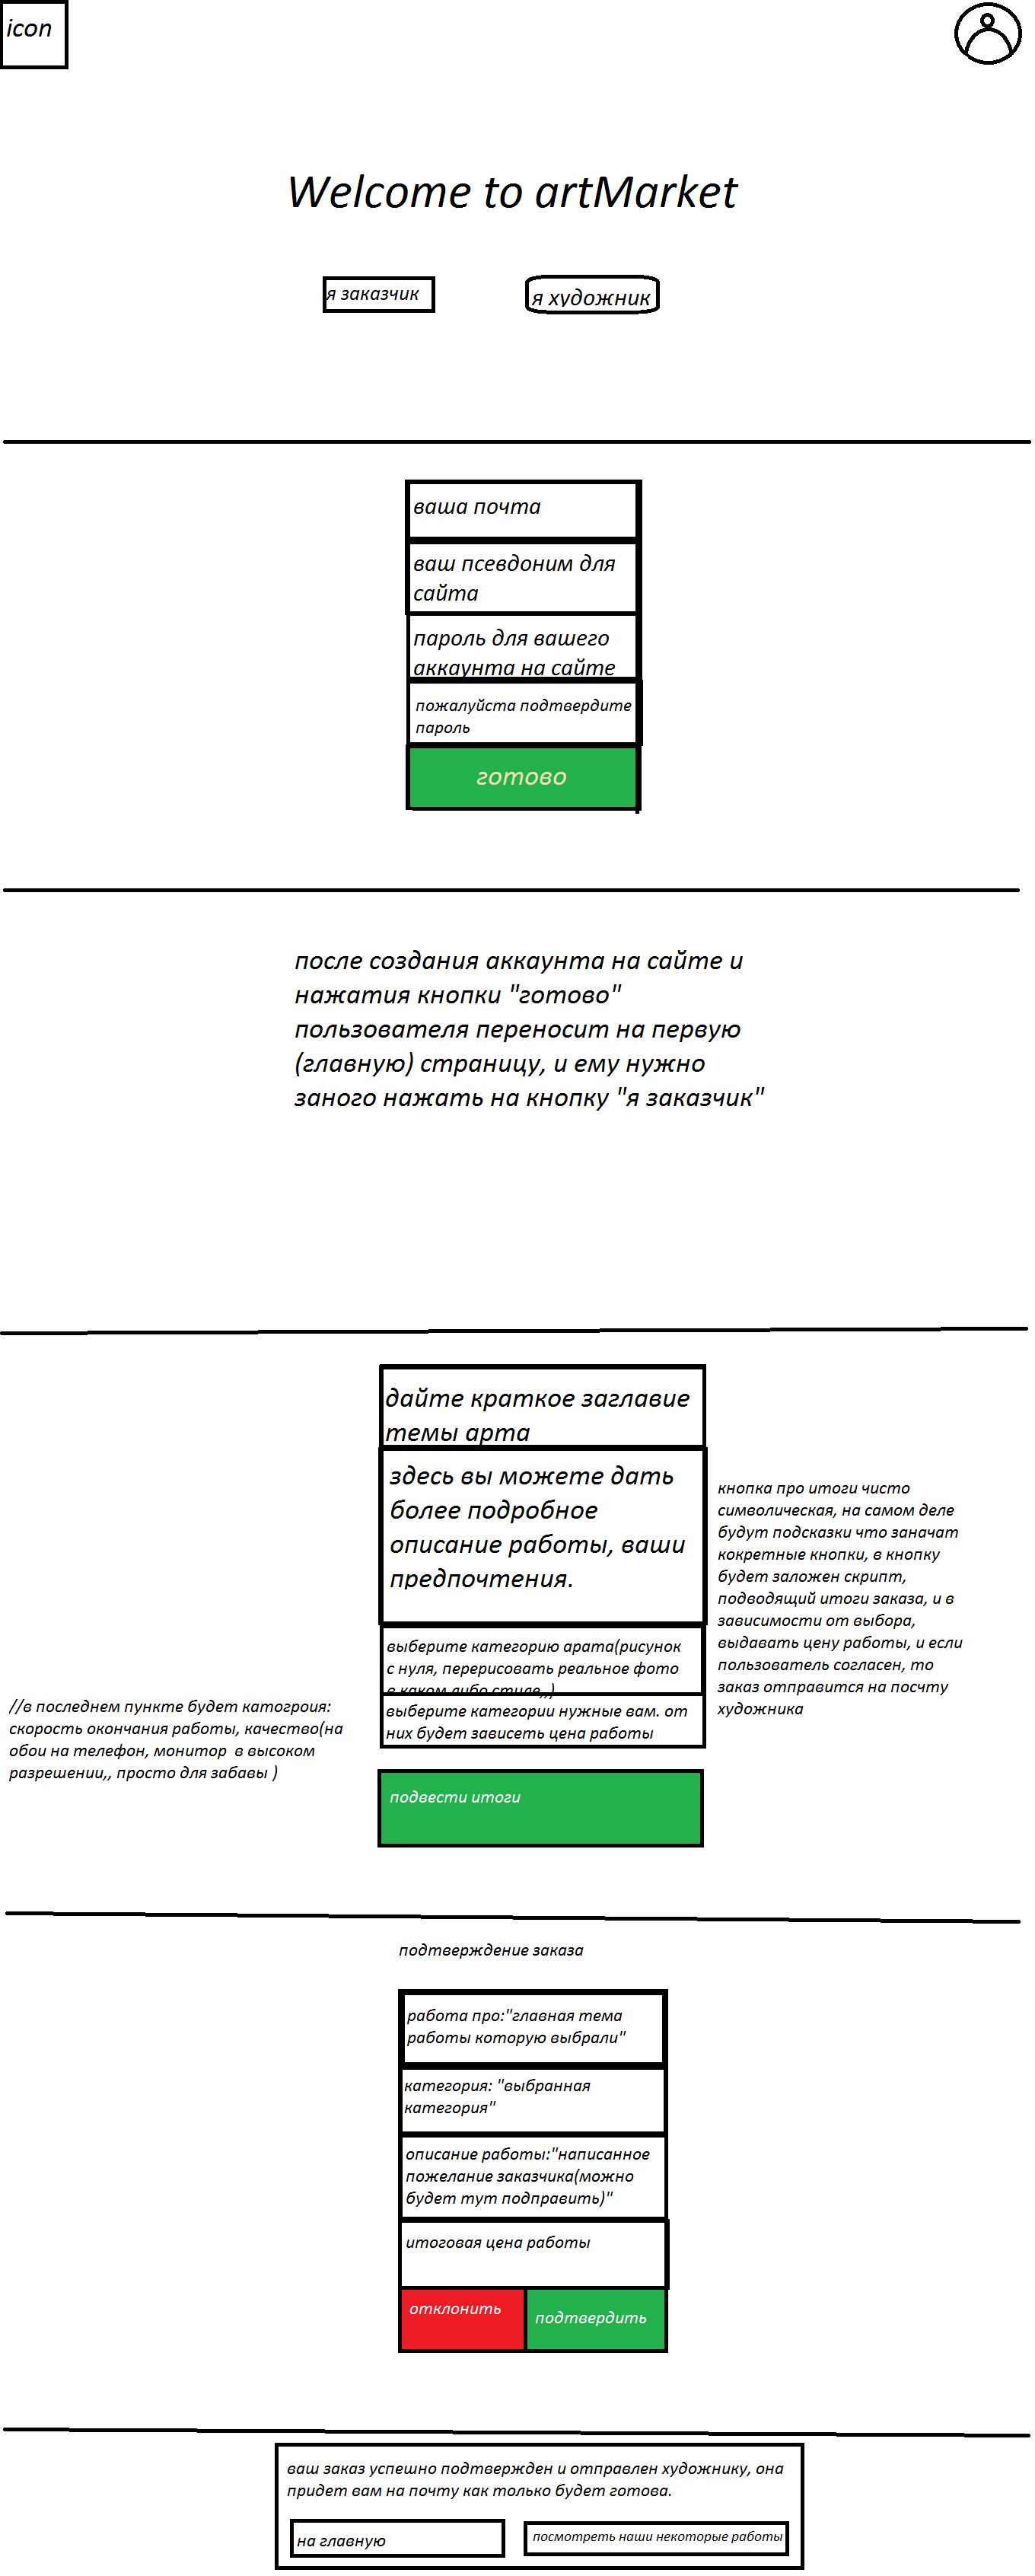 icon
Welcome to artMarket
я заказчик
я художник
ваша почта
ваш псевдоним для
сайта
пароль для вашего
аккаунта на сайте
пожалуйста подтвердите
пароль
готово
после создания аккаунта на сайте и
нажатия кнопки "готово"
пользователя переносит на первую
(главную) страницу, и ему нужно
заного нажать на кнопку "я заказчик"
дайте краткое заглавие
темы арта
здесь вы можете дать
более подробное
описание работы, ваши
предпочтения.
кнопка про итоги чисто
символическая, на самом деле
будут подсказки что заначат
кокретные кнопки, в кнопку
будет заложен скрипт,
подводящий итоги заказа, и в
зависимости от выбора,
выдавать цену работы, и если
пользователь согласен, то
заказ отправится на посчту
художника
выберите категорию арата(рисунок
с нуля, перерисовать реальное фото
в каком либо стиле,,)
выберите категории нужные вам. от
них будет зависеть цена работы
//в последнем пункте будет катогроия:
скорость окончания работы, качество(на
обои на телефон, монитор в высоком
разрешении,, просто для забавы )
подвести итоги
подтверждение заказа
работа про:"главная тема
работы которую выбрали"
категория: "выбранная
категория"
описание работы:"написанное
пожелание заказчика(можно
будет тут подправить)"
итоговая цена работы
отклонить
подтвердить
ваш заказ успешно подтвержден и отправлен художнику, она
придет вам на почту как только будет готова.
на главную
посмотреть наши некоторые работы